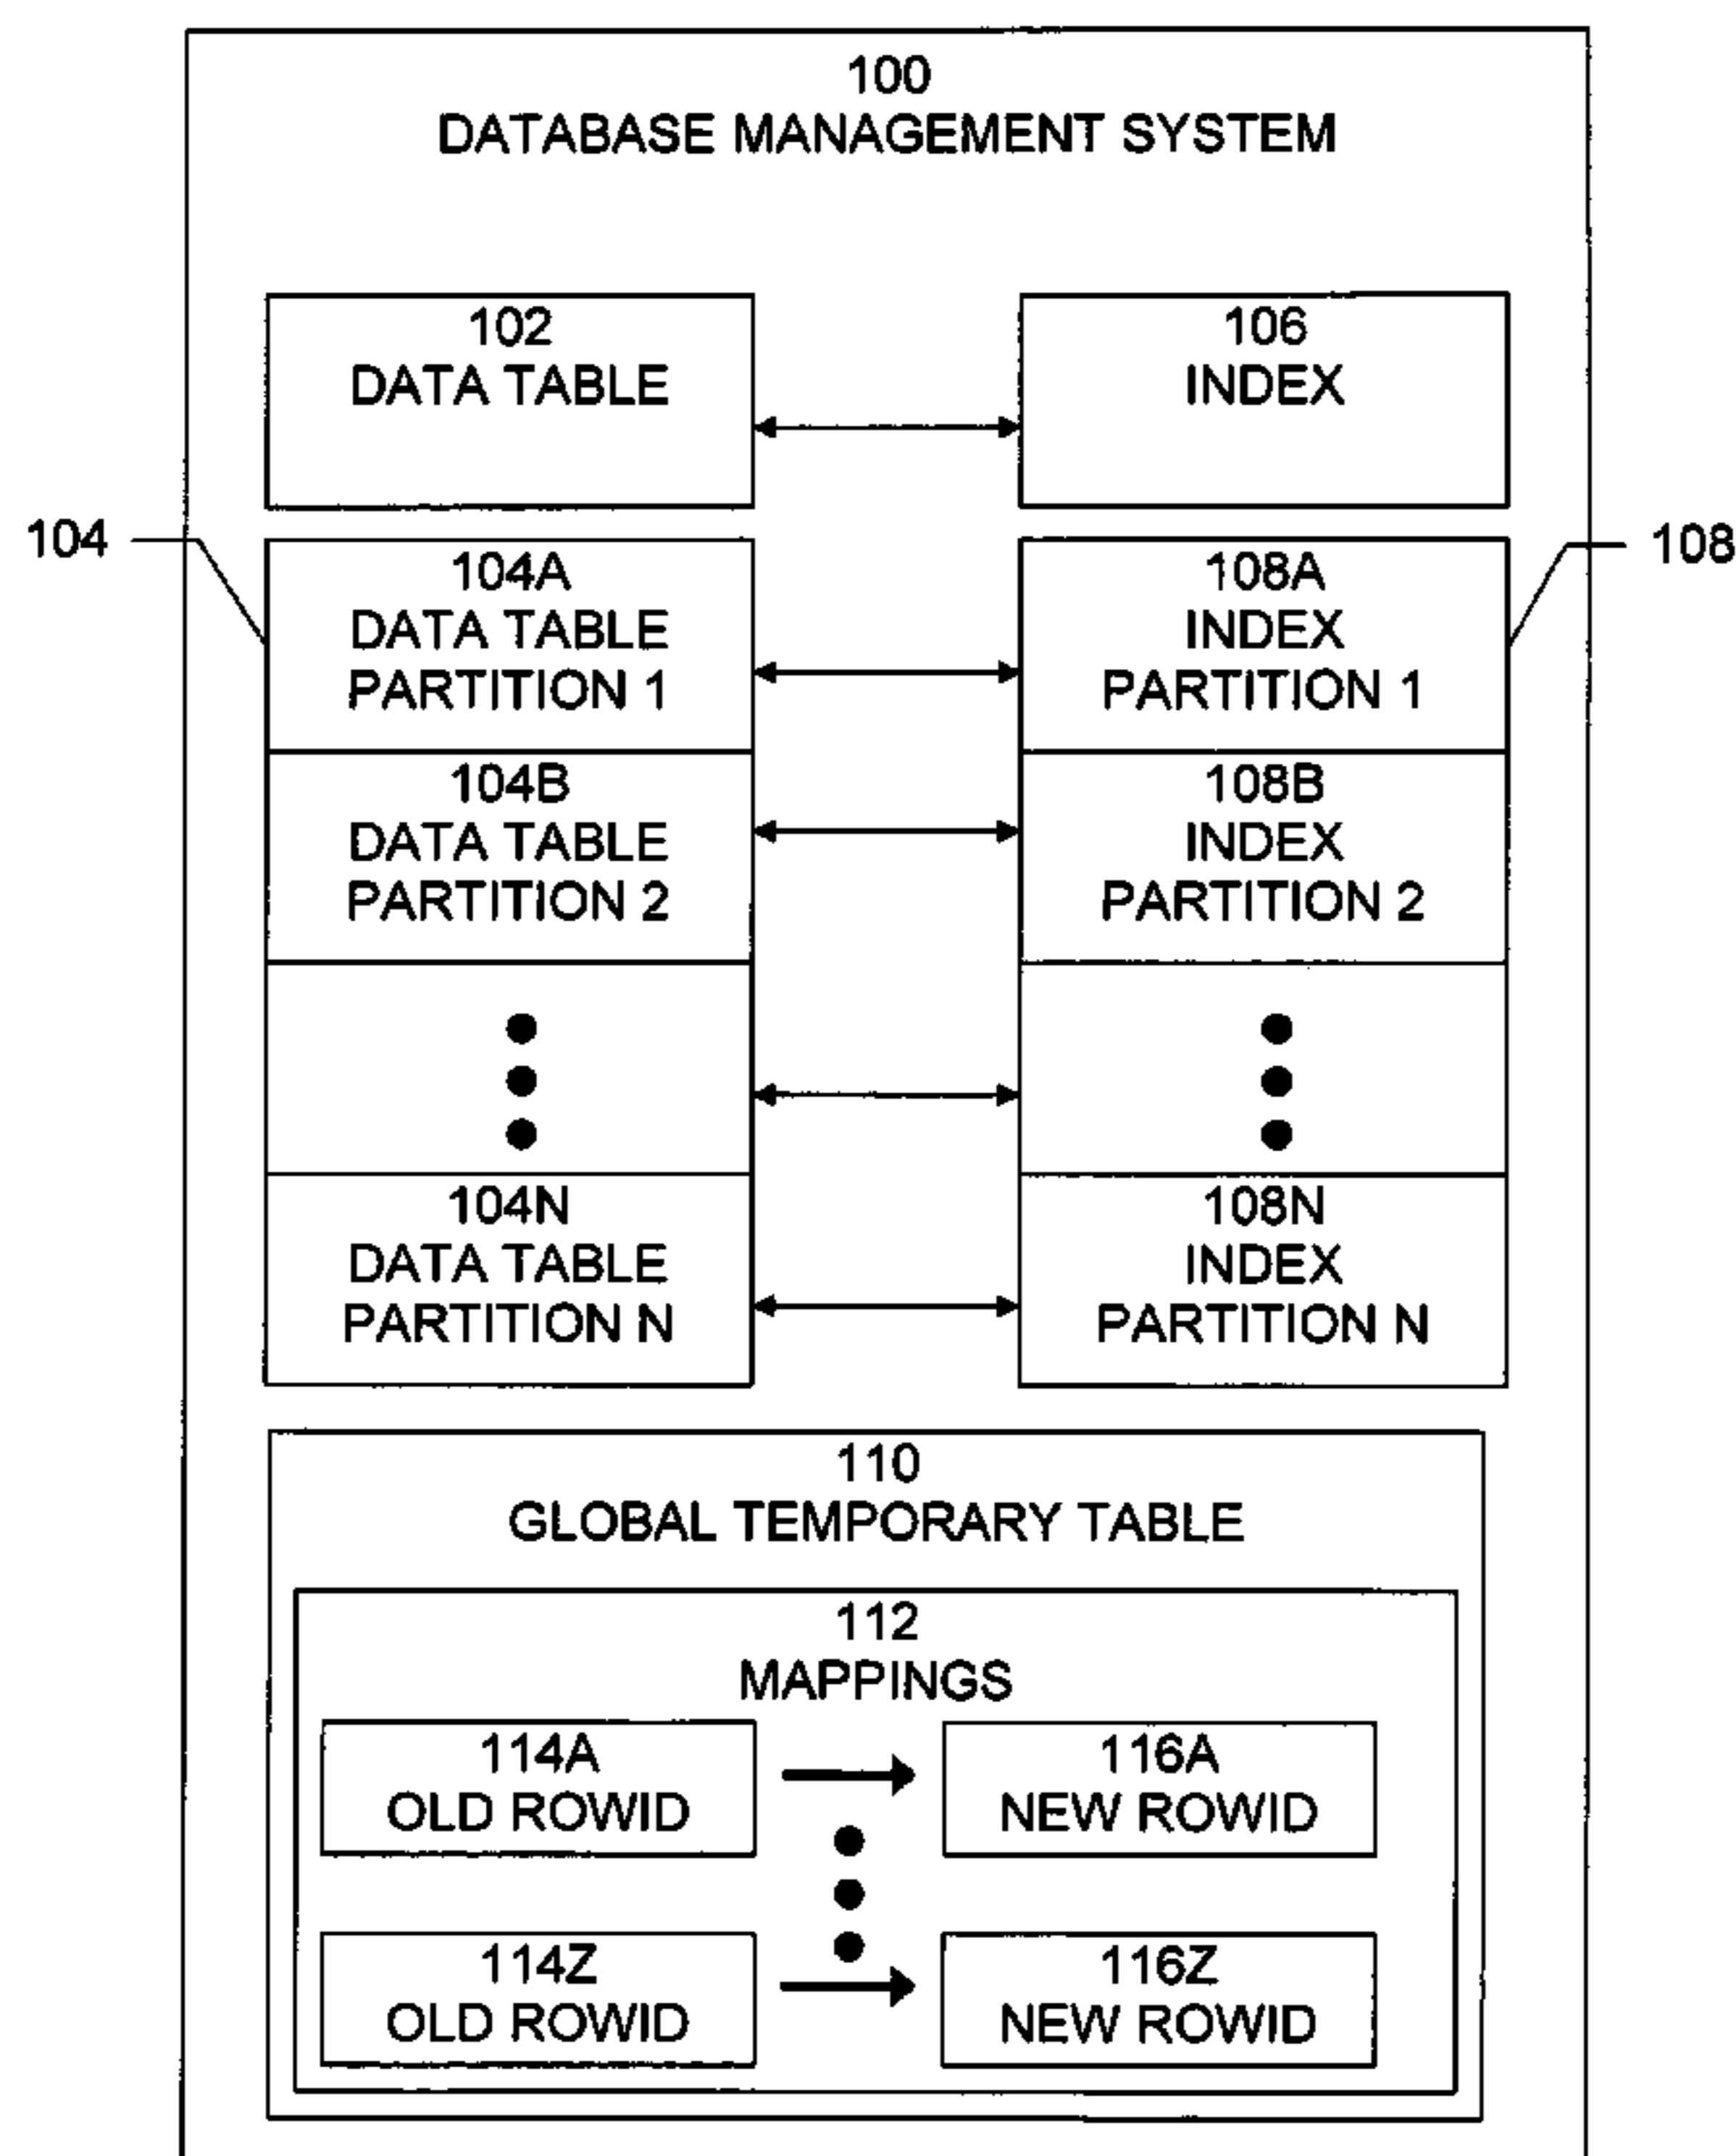 100
DATABASE MANAGEMENT SYSTEM
102
DATA TABLE
106
INDEX
104
108
104A
DATA TABLE
PARTITION 1
108A
INDEX
PARTITION 1
104B
DATA TABLE
PARTITION 2
108B
INDEX
PARTITION 2
104N
DATA TABLE
PARTITION N
108N
INDEX
PARTITION N
110
GLOBAL TEMPORARY TABLE
112
MAPPINGS
114A
OLD ROWID
116A
NEW ROWID
114Z
OLD ROWID
116Z
NEW ROWID